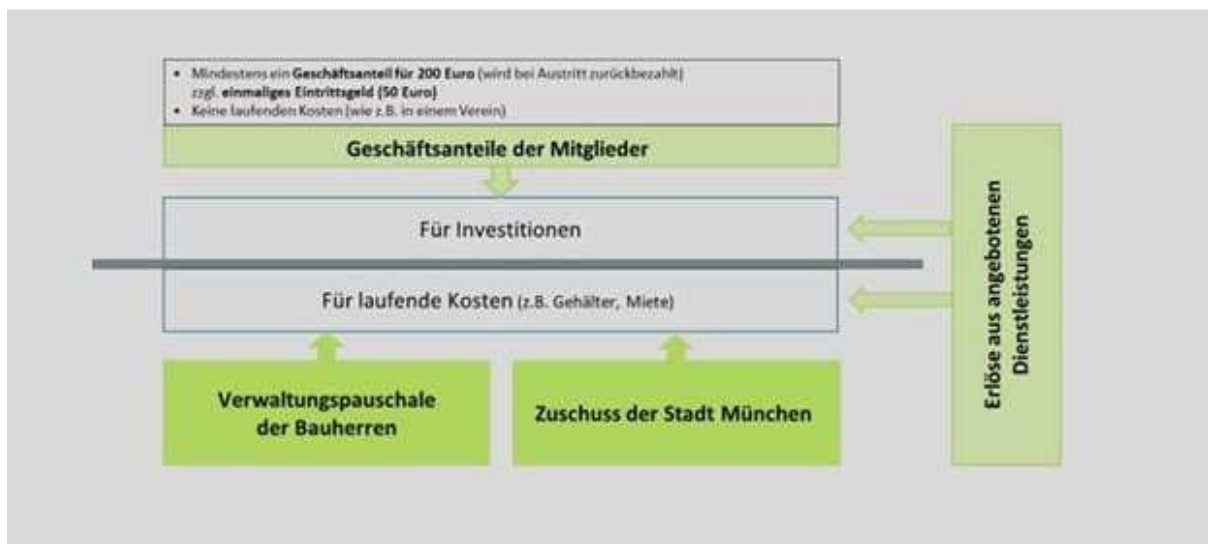 • Mindestens ein Geschäftsanteil für 200 Euro (wird bei Austritt zurückbezahlt)
zzgl. einmaliges Eintrittsgeld (50 Euro)
• Keine laufenden Kosten (wie z.B. in einem Verein)
Geschäftsanteile der Mitglieder
Für Investitionen
Für laufende Kosten (z.B. Gehälter, Miete)
Verwaltungspauschale
der Bauherren
Zuschuss der Stadt München
Erlöse aus angebotenen
Dienstleistungen